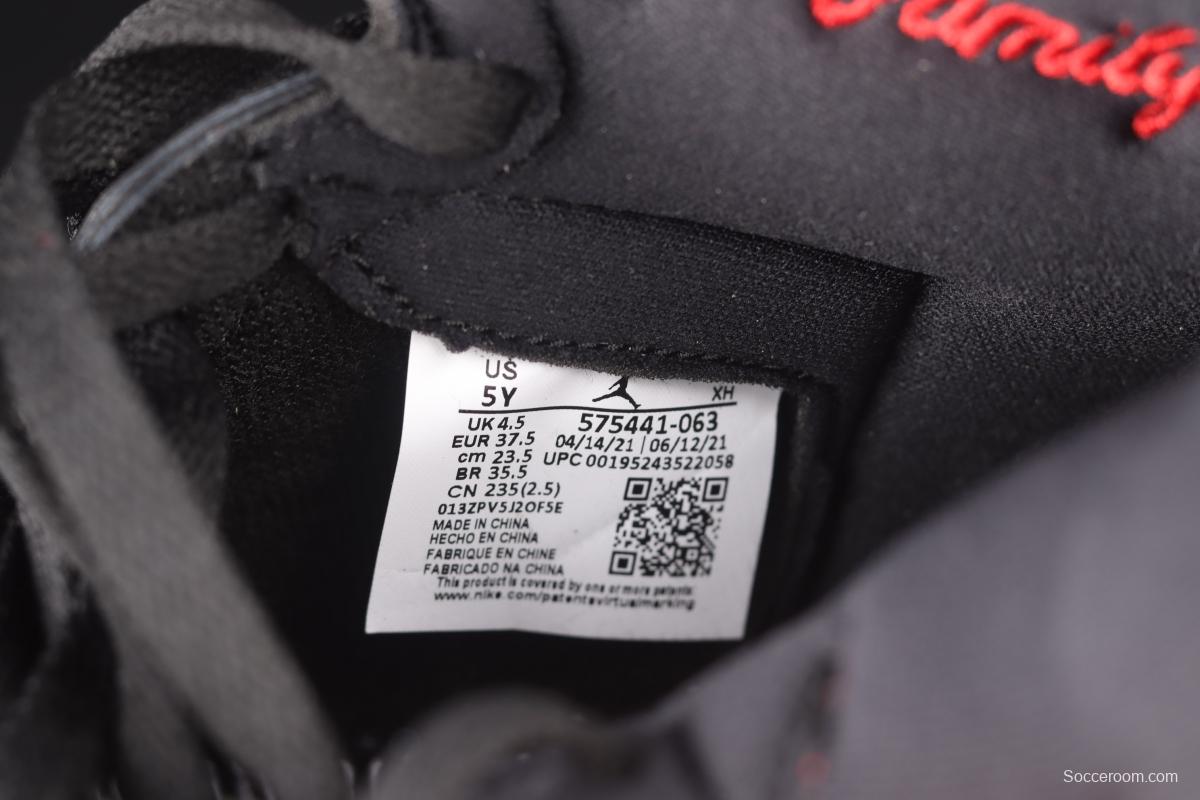 Family
US
5Y
XH
UK 4.5
575441-063
EUR 37.5
04/14/21 | 06/12/21
cm 23.5
UPC 00195243522058
BR 35.5
CN 235(2.5)
013ZPV5J2OF5E
MADE IN CHINA
HECHO EN CHINA
FABRIQUE EN CHINE
FABRICADO NA CHINA
This product is covered by one or more patents:
www.nike.com/patentsvirtualmarking
Socceroom.com